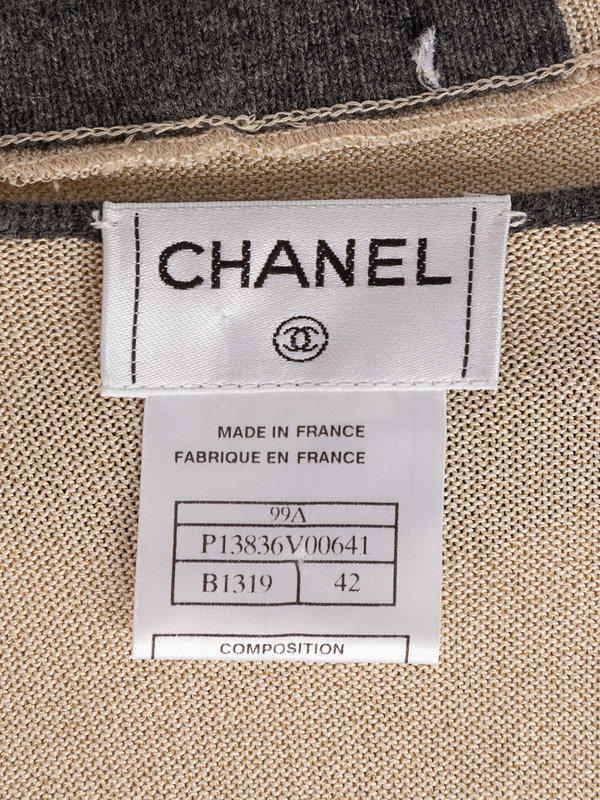 CHANEL
MADE IN FRANCE
FABRIQUE EN FRANCE
99A
P13836V00641
B1319 42
COMPOSITION